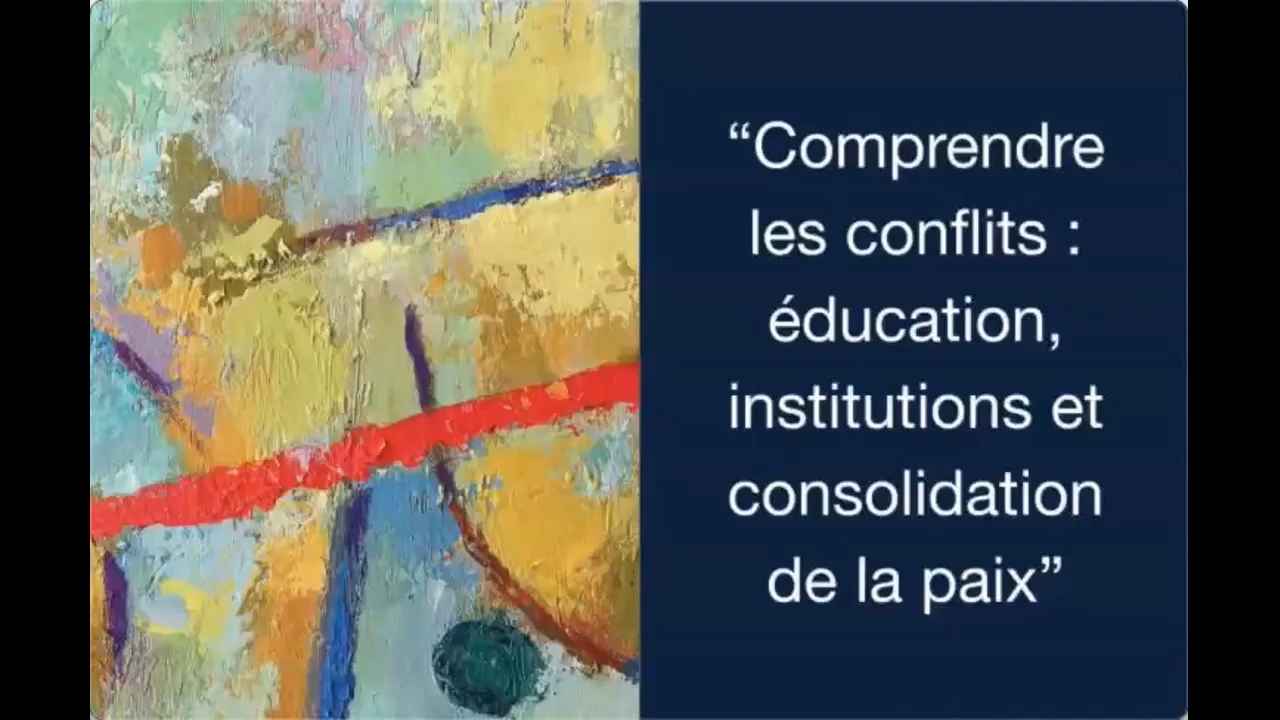 “Comprendre
les conflits :
éducation,
institutions et
consolidation
de la paix”